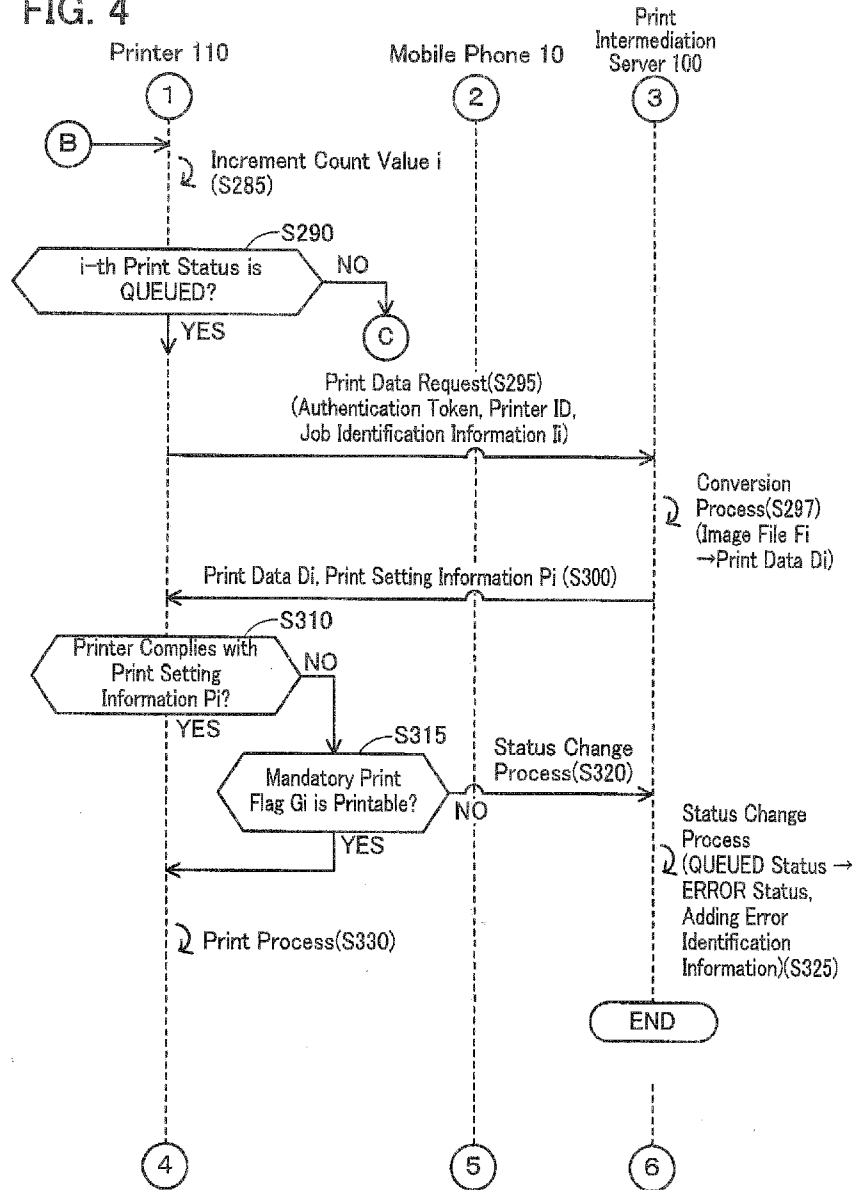 FIG. 4
Printer 110
Mobile Phone 10
Print
Intermediation
Server 100
1
2
3
B
Increment Count Value i
(S285)
S290
i-th Print Status is
QUEUED?
NO
YES
C
Print Data Request(S295)
(Authentication Token, Printer ID,
Job Identification Information Ii)
Conversion
Process(S297)
(Image File Fi
→Print Data Di)
Print Data Di, Print Setting Information Pi (S300)
S310
Printer Complies with
Print Setting
Information Pi?
NO
YES
S315
Mandatory Print
Flag Gi is Printable?
Status Change
Process(S320)
NO
YES
Status Change
Process
(QUEUED Status →
ERROR Status,
Adding Error
Identification
Information)(S325)
Print Process(S330)
END
4
5
6